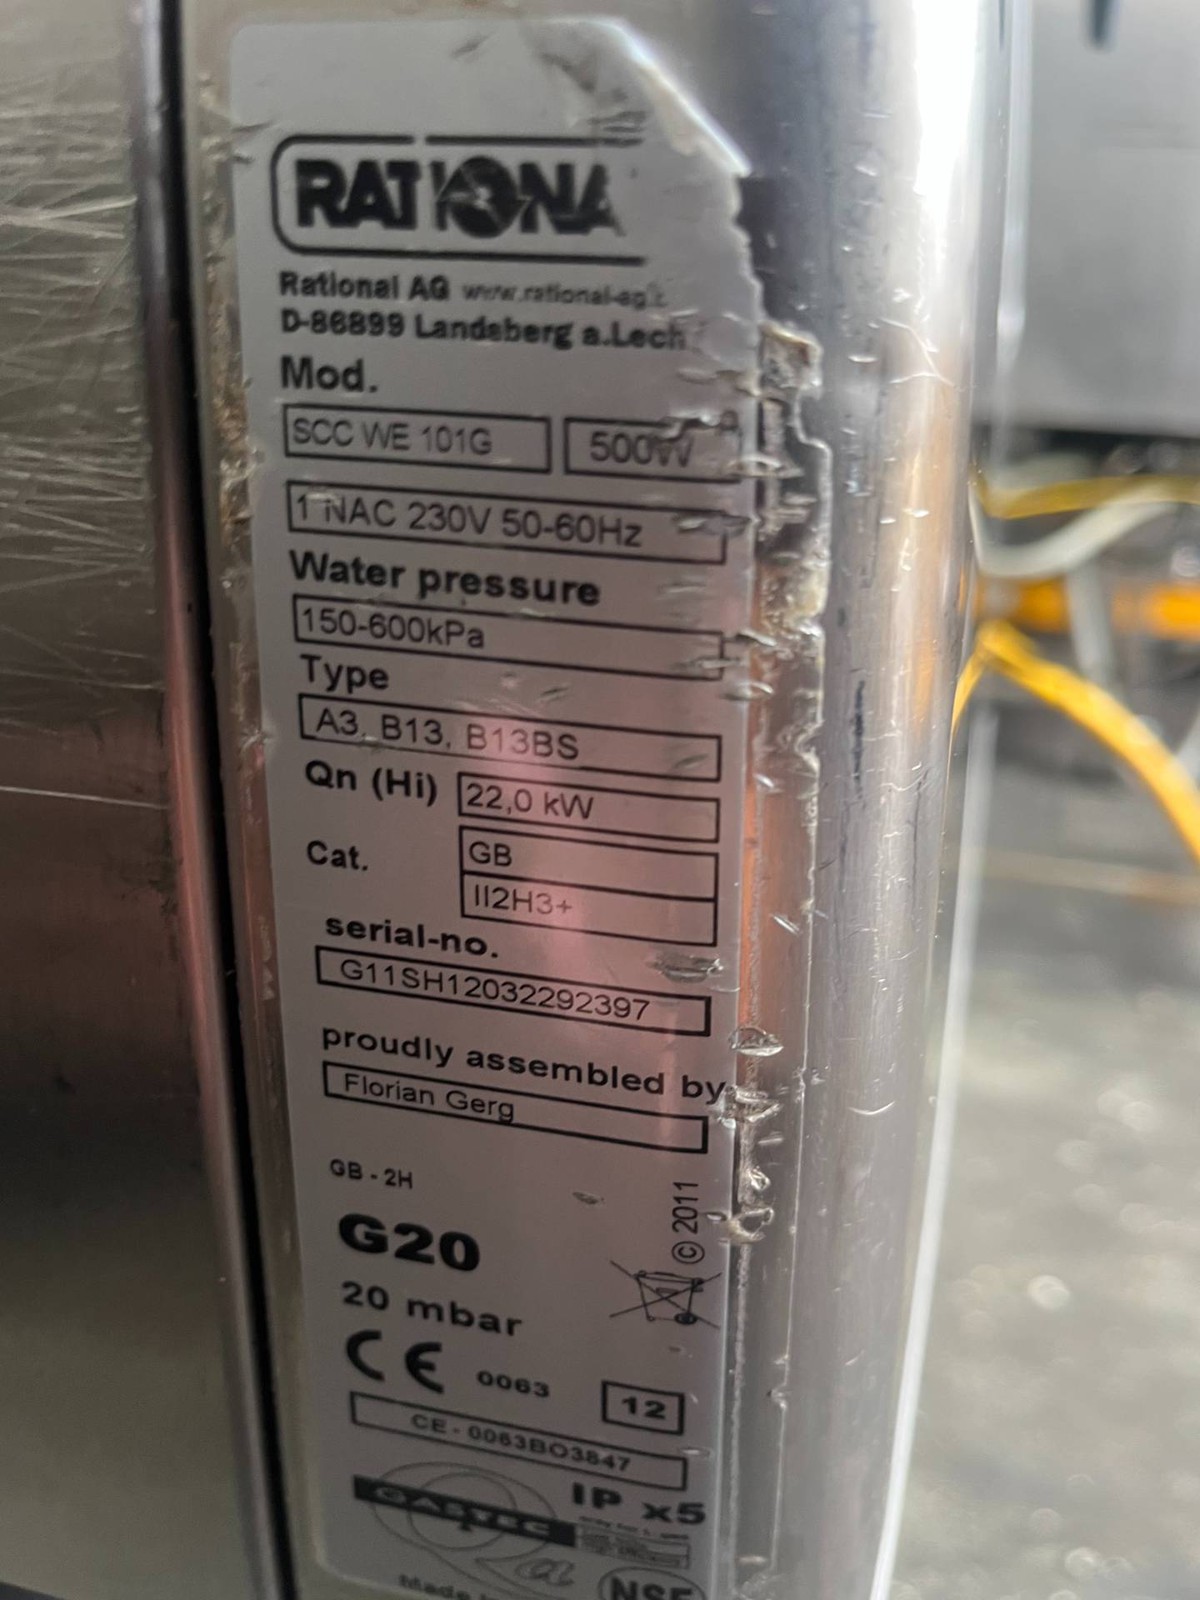 RATIONA
Rational AG www.rational-ag.c
D-86899 Landsberg a.Lech
Mod.
SCC WE 101G 500W
1 NAC 230V 50-60Hz
Water pressure
150-600kPa
Type
A3, B13, B13BS
Qn (Hi) 22,0 kW
Cat. GB
II2H3+
serial-no.
G11SH12032292397
proudly assembled by
Florian Gerg
GB - 2H
© 2011
G20
20 mbar
CE 0063 12
CE - 0063BO3847
IP x5
GASTEC
QA
NSF
Made